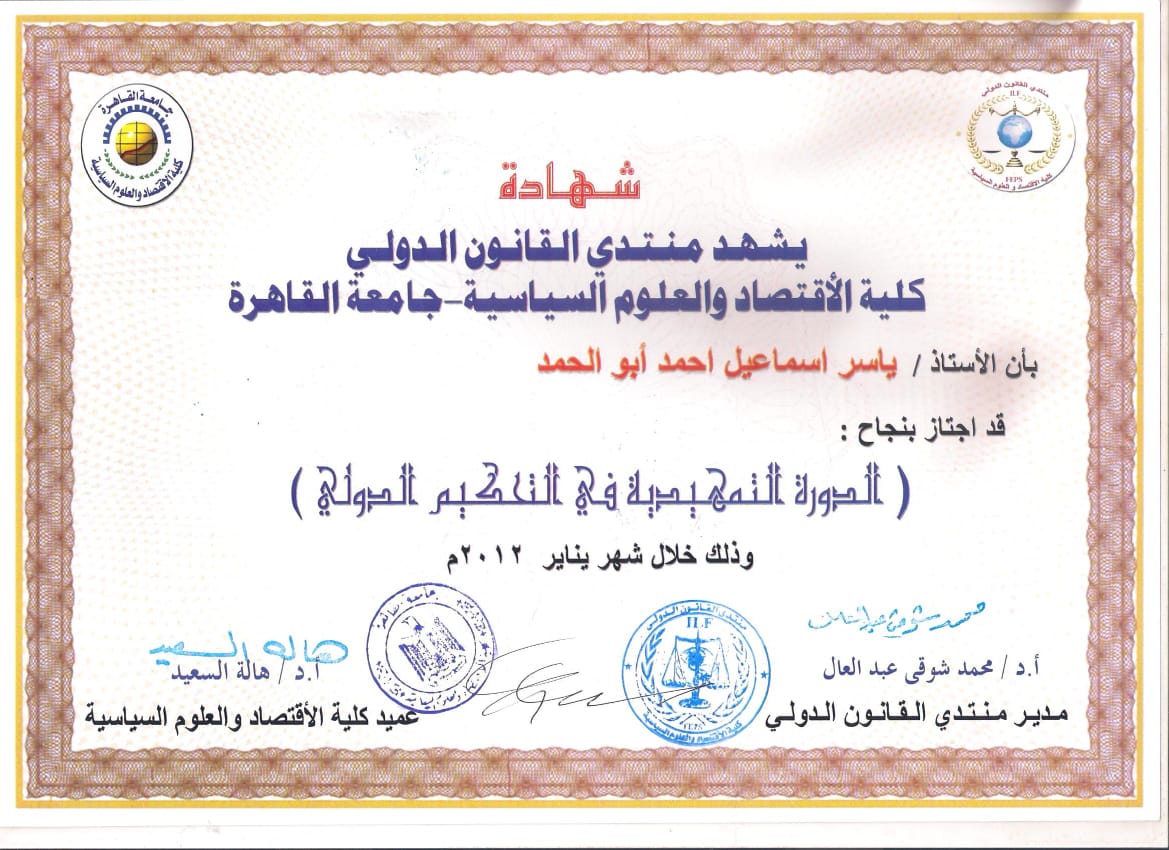 جامعة القاهرة
كلية الاقتصاد والعلوم السياسية
منتدي القانون الدولي
ILF
FEPS
كلية الاقتصاد و العلوم السياسية
شهادة
يشهد منتدي القانون الدولي
كلية الأقتصاد والعلوم السياسية-جامعة القاهرة
بأن الأستاذ / ياسر اسماعيل احمد أبو الحمد
قد اجتاز بنجاح :
( الدورة التمهيدية في التحكيم الدولي )
وذلك خلال شهر يناير ٢٠١٢م
محمد شوقي عبد العال
أ.د / محمد شوقى عبد العال
مدير منتدي القانون الدولي
منتدى القانون الدولى
ILF
FEPS
كلية الاقتصاد والعلوم السياسية
هالة السعيد
أ.د / هالة السعيد
عميد كلية الأقتصاد والعلوم السياسية